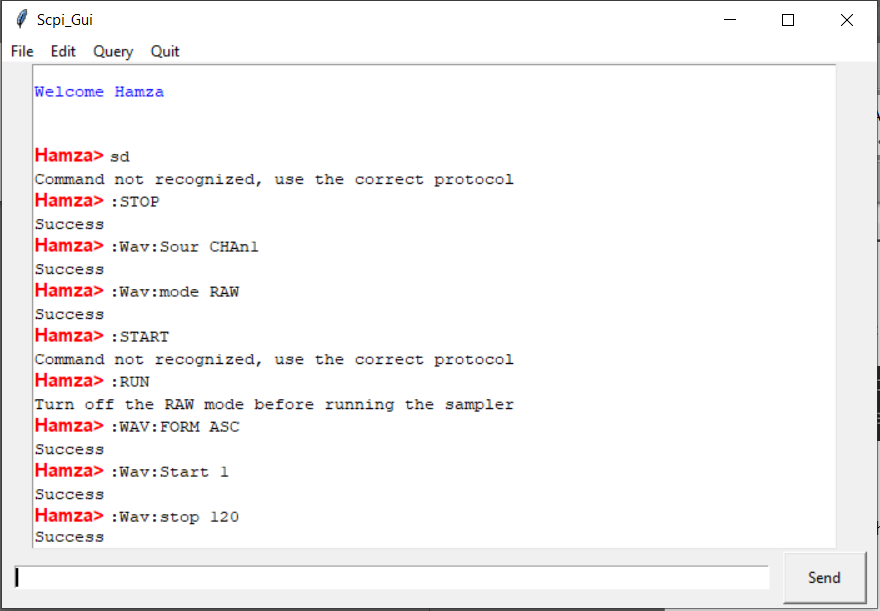 Scpi_Gui
File Edit Query Quit
Welcome Hamza
Hamza> sd
Command not recognized, use the correct protocol
Hamza> :STOP
Success
Hamza> :Wav:Sour CHAn1
Success
Hamza> :Wav:mode RAW
Success
Hamza> :START
Command not recognized, use the correct protocol
Hamza> :RUN
Turn off the RAW mode before running the sampler
Hamza> :WAV:FORM ASC
Success
Hamza> :Wav:Start 1
Success
Hamza> :Wav:stop 120
Success
Send